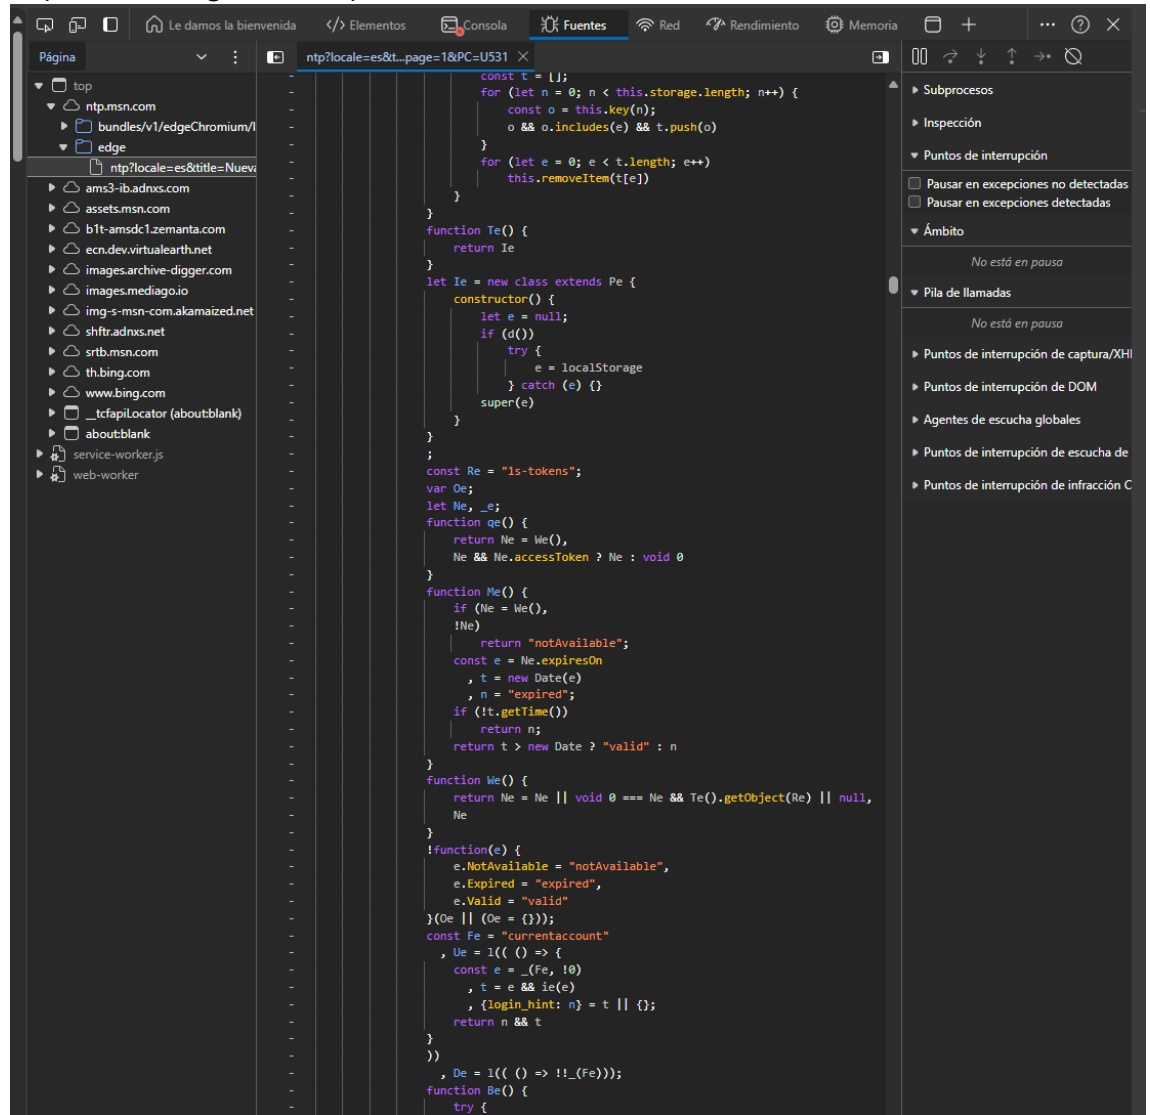 Le damos la bienvenida
</> Elementos
Consola
Fuentes
Red
Rendimiento
Memoria
Página
ntp?locale=es&t...page=1&PC=U531
top
ntp.msn.com
bundles/v1/edgeChromium/l
edge
ntp?locale=es&title=Nueva
ams3-ib.adnxs.com
assets.msn.com
b1t-amsdc1.zemanta.com
ecn.dev.virtualearth.net
images.archive-digger.com
images.mediago.io
img-s-msn-com.akamaized.net
shftr.adnxs.net
srtb.msn.com
th.bing.com
www.bing.com
__tcfapiLocator (about:blank)
about:blank
service-worker.js
web-worker
const t = [];
for (let n = 0; n < this.storage.length; n++) {
const o = this.key(n);
o && o.includes(e) && t.push(o)
}
for (let e = 0; e < t.length; e++)
this.removeItem(t[e])
}
}
function Te() {
return Ie
}
let Ie = new class extends Pe {
constructor() {
let e = null;
if (d())
try {
e = localStorage
} catch (e) {}
super(e)
}
}
;
const Re = "1s-tokens";
var Oe;
let Ne, _e;
function qe() {
return Ne = We(),
Ne && Ne.accessToken ? Ne : void 0
}
function Me() {
if (Ne = We(),
!Ne)
return "notAvailable";
const e = Ne.expiresOn
, t = new Date(e)
, n = "expired";
if (!t.getTime())
return n;
return t > new Date ? "valid" : n
}
function We() {
return Ne = Ne || void 0 === Ne && Te().getObject(Re) || null,
Ne
}
!function(e) {
e.NotAvailable = "notAvailable",
e.Expired = "expired",
e.Valid = "valid"
}(Oe || (Oe = {}));
const Fe = "currentaccount"
, Ue = l(( () => {
const e = _(Fe, !0)
, t = e && ie(e)
, {login_hint: n} = t || {};
return n && t
}
))
, De = l(( () => !!_(Fe)));
function Be() {
try {
Subprocesos
Inspección
Puntos de interrupción
Pausar en excepciones no detectadas
Pausar en excepciones detectadas
Ámbito
No está en pausa
Pila de llamadas
No está en pausa
Puntos de interrupción de captura/XH
Puntos de interrupción de DOM
Agentes de escucha globales
Puntos de interrupción de escucha de
Puntos de interrupción de infracción C